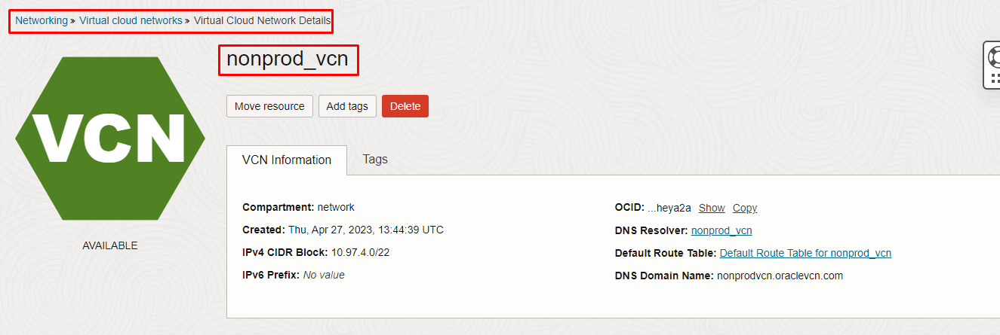 Networking » Virtual cloud networks » Virtual Cloud Network Details
nonprod_vcn
VCN
Move resource Add tags Delete
VCN Information Tags
Compartment: network
Created: Thu, Apr 27, 2023, 13:44:39 UTC
IPv4 CIDR Block: 10.97.4.0/22
IPv6 Prefix: No value
OCID: ...heya2a Show Copy
DNS Resolver: nonprod_vcn
Default Route Table: Default Route Table for nonprod_vcn
DNS Domain Name: nonprodvcn.oraclevcn.com
AVAILABLE